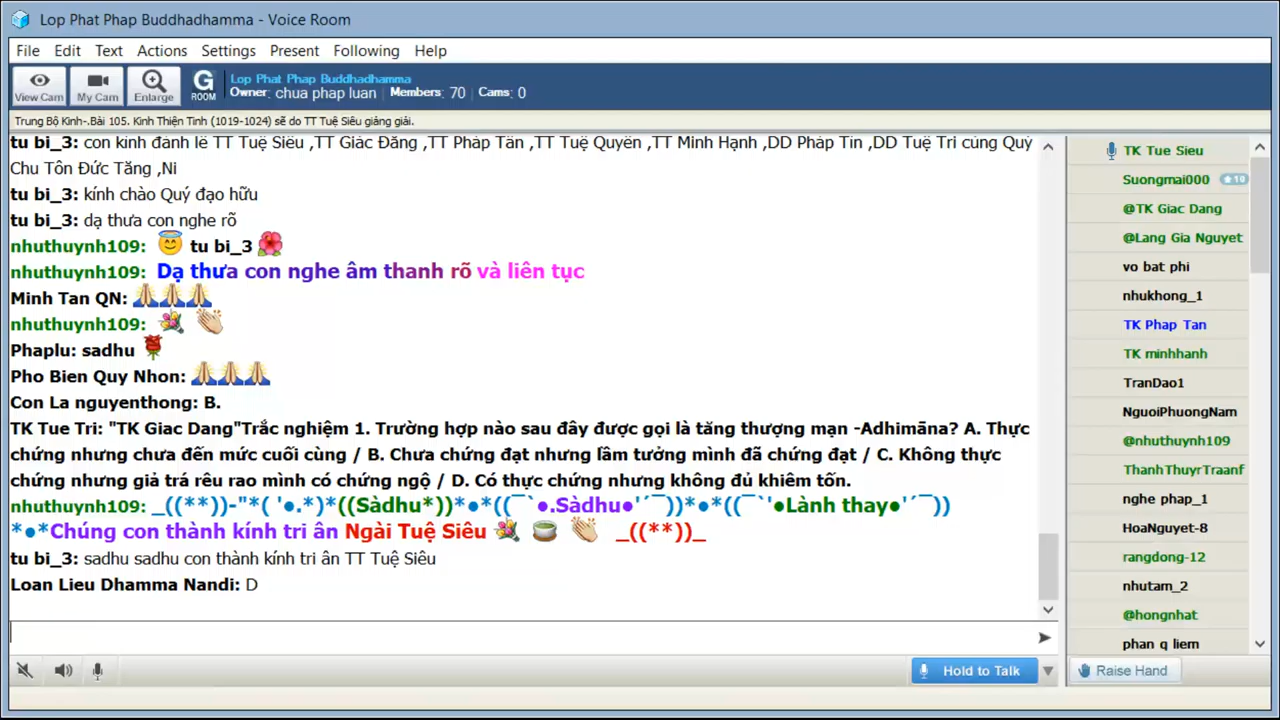 Lop Phat Phap Buddhadhamma - Voice Room
File Edit Text Actions Settings Present Following Help
View Cam My Cam Enlarge G ROOM
Lop Phat Phap Buddhadhamma
Owner: chua phap luan Members: 70 Cams: 0
Trung Bộ Kinh-.Bài 105. Kinh Thiện Tinh (1019-1024) sẽ do TT Tuệ Siêu giảng giải.
tu bi_3: con kính đảnh lễ TT Tuệ Siêu ,TT Giác Đẳng ,TT Pháp Tân ,TT Tuệ Quyền ,TT Minh Hạnh ,DD Pháp Tín ,DD Tuệ Tri cùng Quý
Chu Tôn Đức Tăng ,Ni
tu bi_3: kính chào Quý đạo hữu
tu bi_3: dạ thưa con nghe rõ
nhuthuynh109: 😇 tu bi_3 🌺
nhuthuynh109: Dạ thưa con nghe âm thanh rõ và liên tục
Minh Tan QN: 🙏🙏🙏
nhuthuynh109: 💐 👏
Phaplu: sadhu 🌹
Pho Bien Quy Nhon: 🙏🙏🙏
Con La nguyenthong: B.
TK Tue Tri: "TK Giac Dang"Trắc nghiệm 1. Trường hợp nào sau đây được gọi là tăng thượng mạn -Adhimāna? A. Thực
chứng nhưng chưa đến mức cuối cùng / B. Chưa chứng đạt nhưng lầm tưởng mình đã chứng đạt / C. Không thực
chứng nhưng giả trá rêu rao mình có chứng ngộ / D. Có thực chứng nhưng không đủ khiêm tốn.
nhuthuynh109: _((**))-"*( '●.*)*((Sàdhu*))*●*((¯`●.Sàdhu●'´¯))*●*((¯`'●Lành thay●'´¯))
*●*Chúng con thành kính tri ân Ngài Tuệ Siêu 💐 🍵 👏 _((**))_
tu bi_3: sadhu sadhu con thành kính tri ân TT Tuệ Siêu
Loan Lieu Dhamma Nandi: D
Hold to Talk
TK Tue Sieu
Suongmai000 ★10
@TK Giac Dang
@Lang Gia Nguyet
vo bat phi
nhukhong_1
TK Phap Tan
TK minhhanh
TranDao1
NguoiPhuongNam
@nhuthuynh109
ThanhThuyrTraanf
nghe phap_1
HoaNguyet-8
rangdong-12
nhutam_2
@hongnhat
phan q liem
Raise Hand